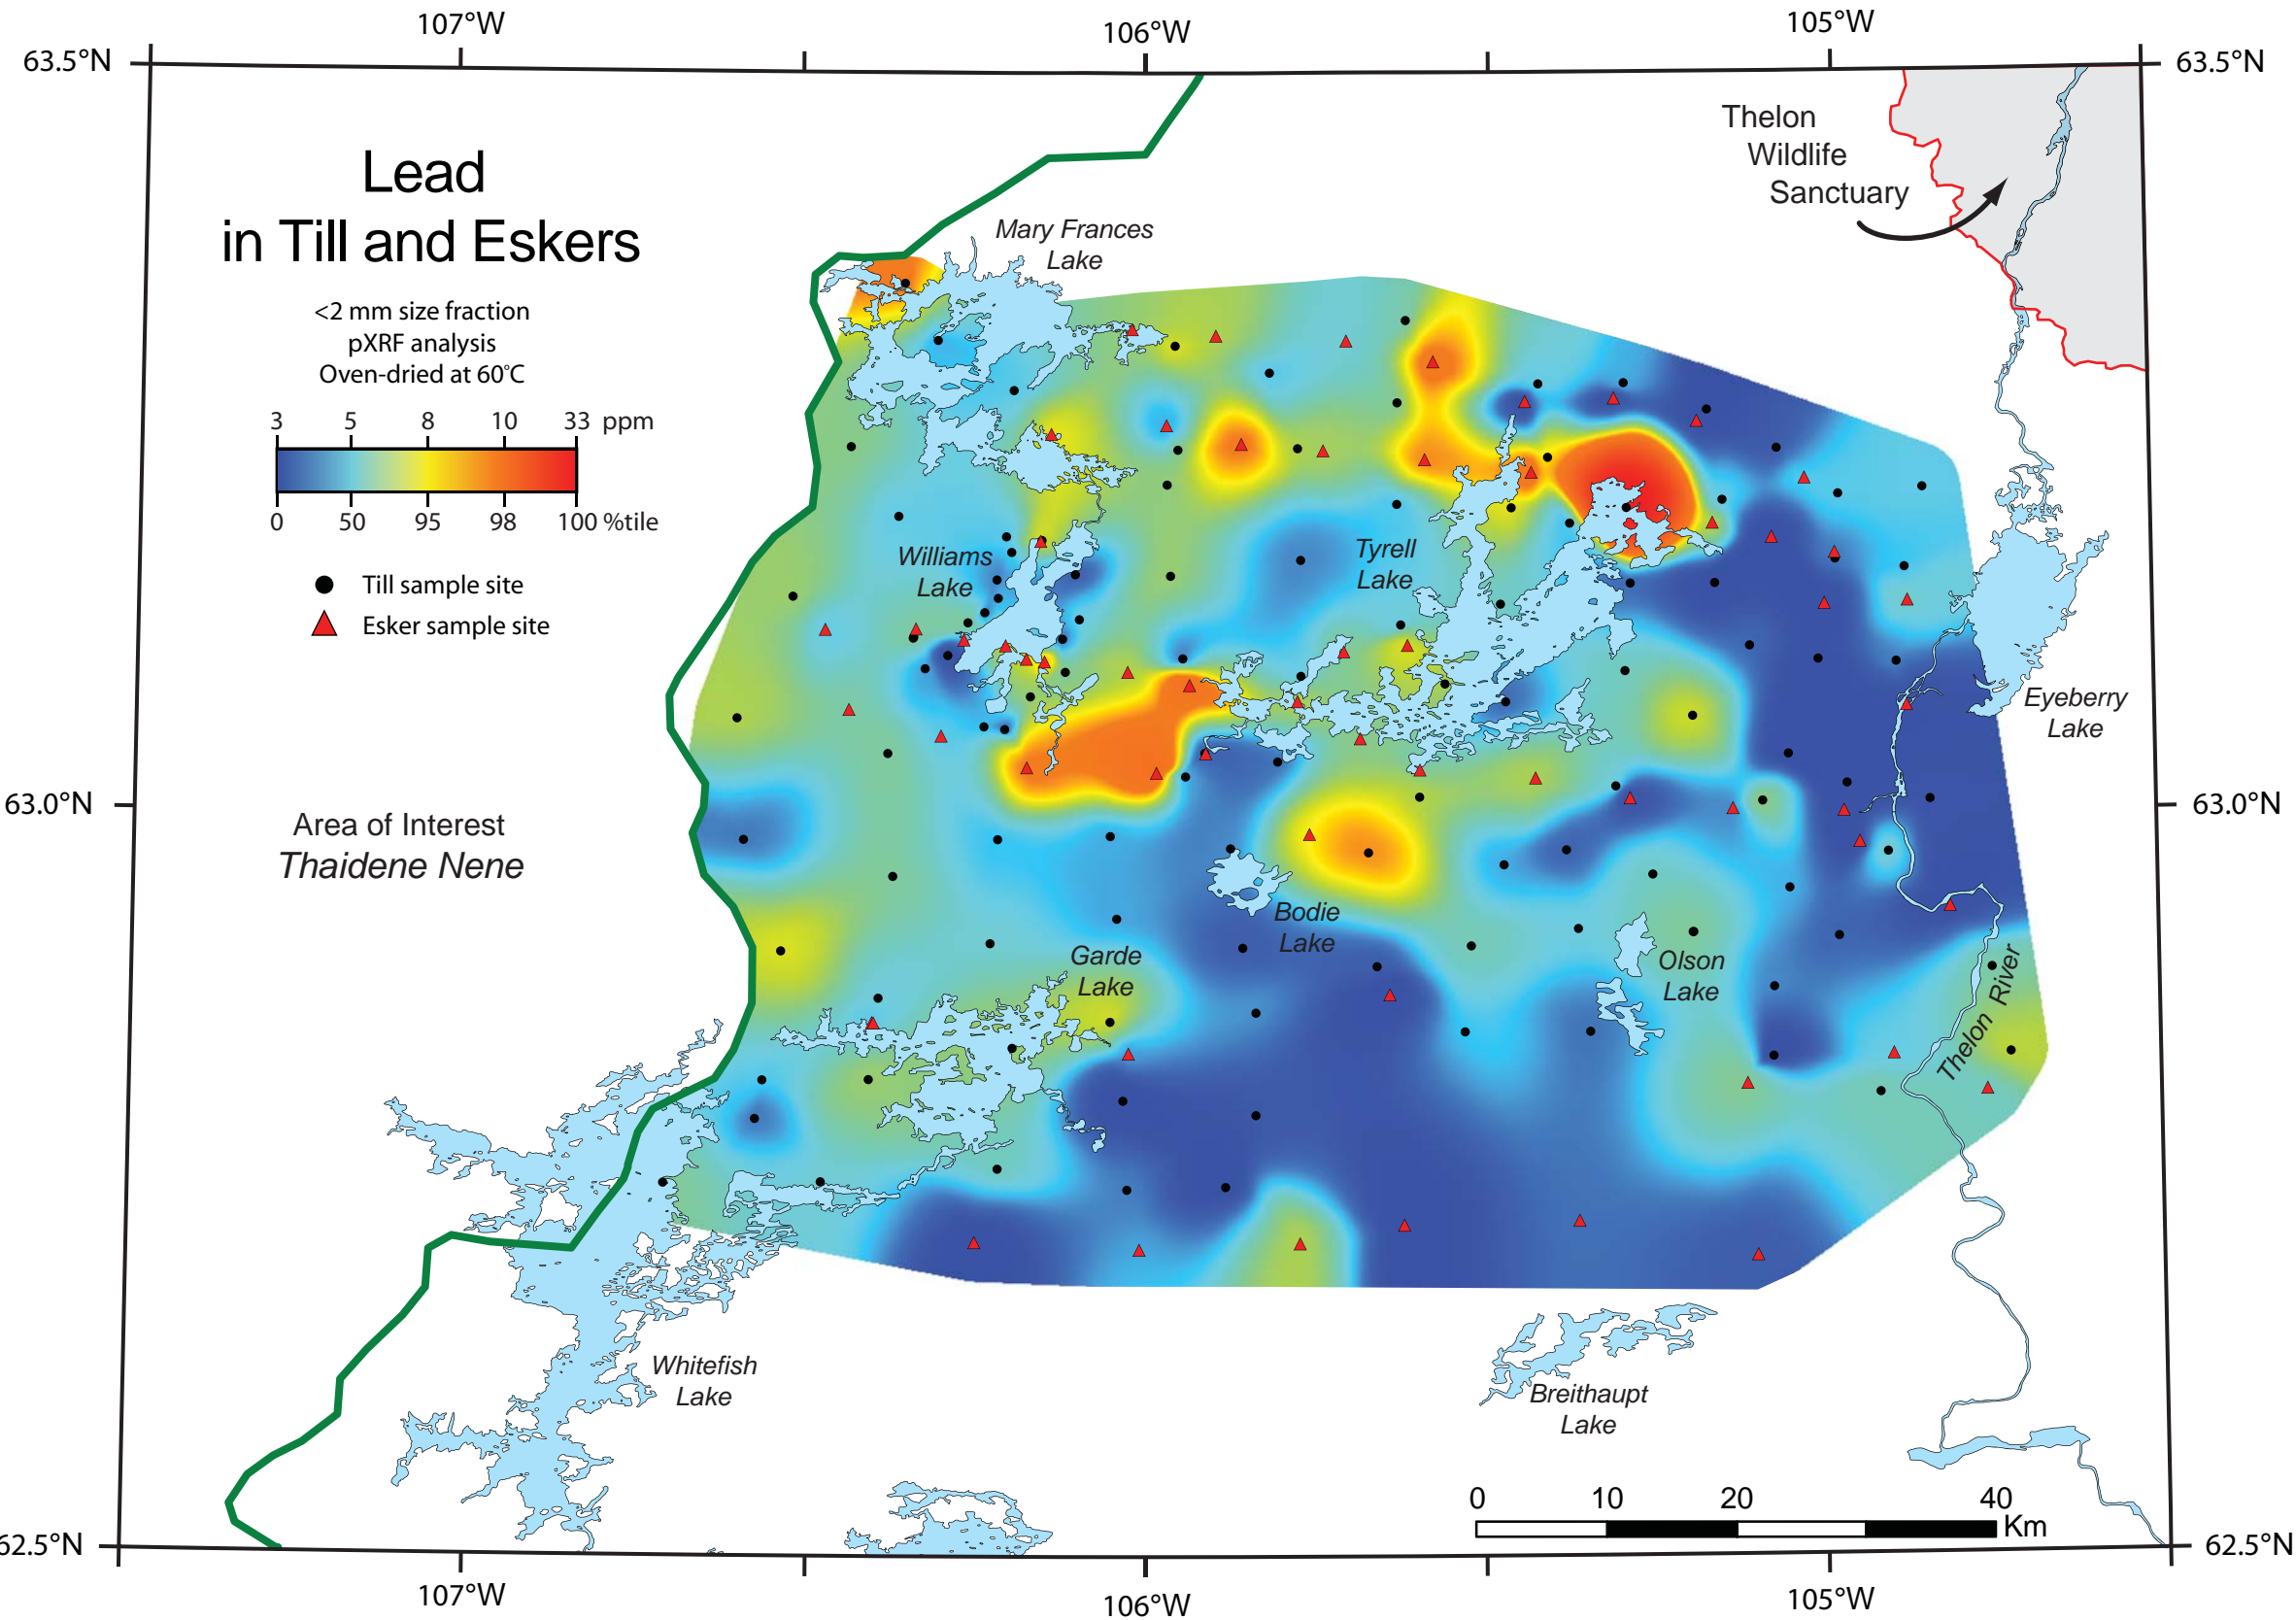 107°W
106°W
105°W
63.5°N
63.5°N
Thelon
Wildlife
Sanctuary
Lead
in Till and Eskers
<2 mm size fraction
pXRF analysis
Oven-dried at 60°C
3 5 8 10 33 ppm
0 50 95 98 100 %tile
Till sample site
Esker sample site
Mary Frances
Lake
Williams
Lake
Tyrell
Lake
Eyeberry
Lake
63.0°N
63.0°N
Area of Interest
Thaidene Nene
Bodie
Lake
Garde
Lake
Olson
Lake
Thelon River
Whitefish
Lake
Breithaupt
Lake
0 10 20 40
Km
62.5°N
62.5°N
107°W
106°W
105°W